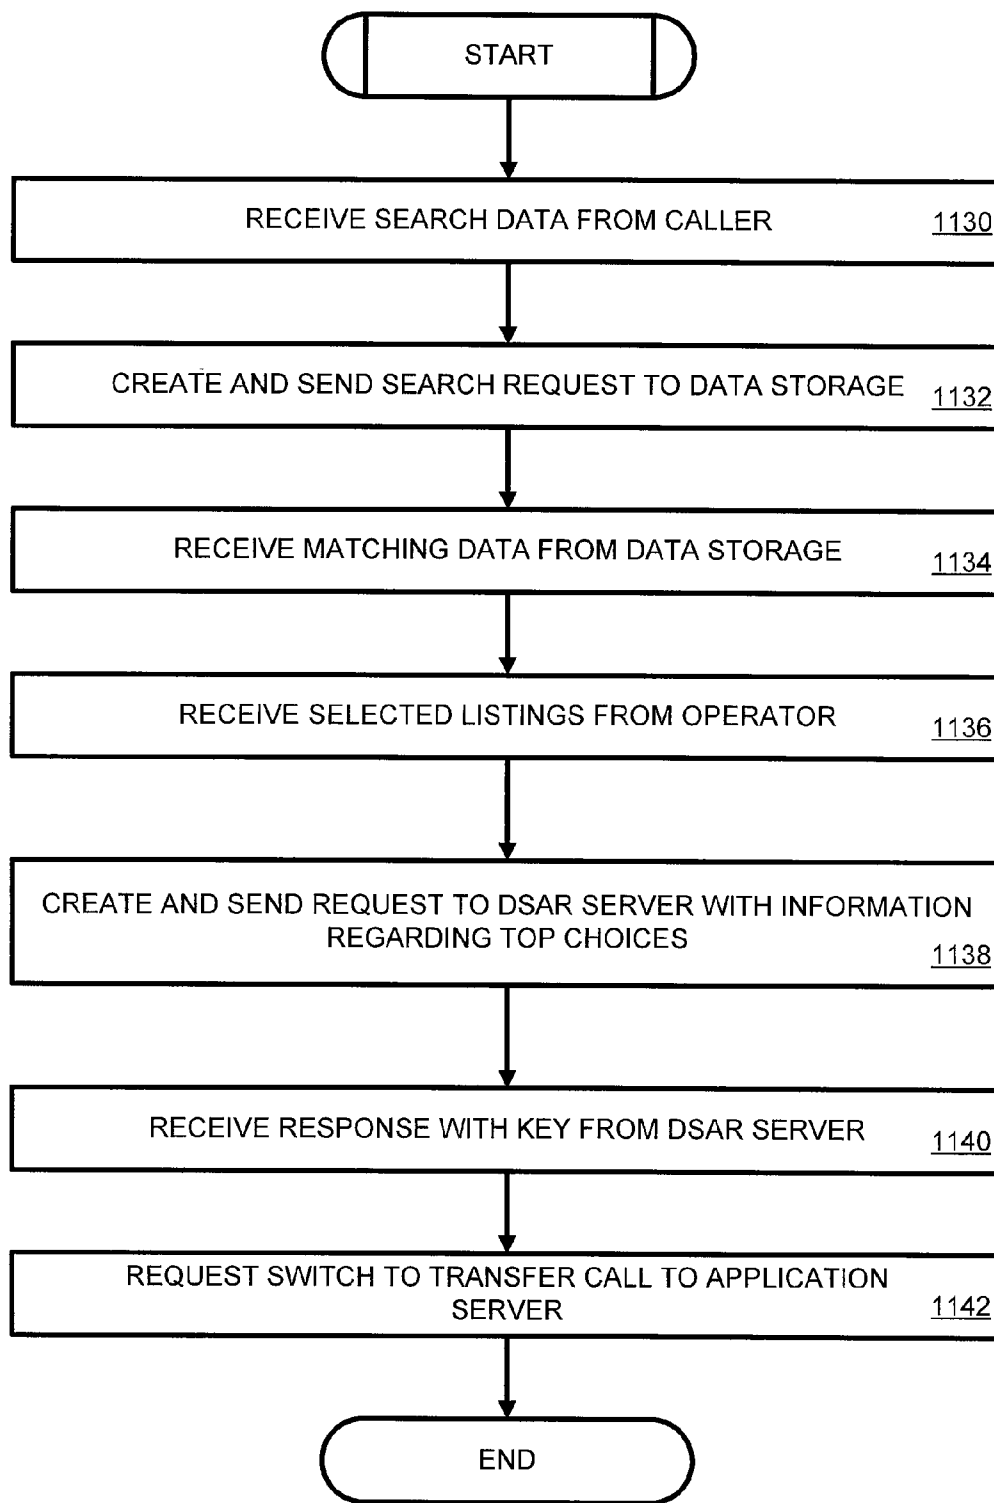 START
RECEIVE SEARCH DATA FROM CALLER
1130
CREATE AND SEND SEARCH REQUEST TO DATA STORAGE
1132
RECEIVE MATCHING DATA FROM DATA STORAGE
1134
RECEIVE SELECTED LISTINGS FROM OPERATOR
1136
CREATE AND SEND REQUEST TO DSAR SERVER WITH INFORMATION
REGARDING TOP CHOICES
1138
RECEIVE RESPONSE WITH KEY FROM DSAR SERVER
1140
REQUEST SWITCH TO TRANSFER CALL TO APPLICATION
SERVER
1142
END